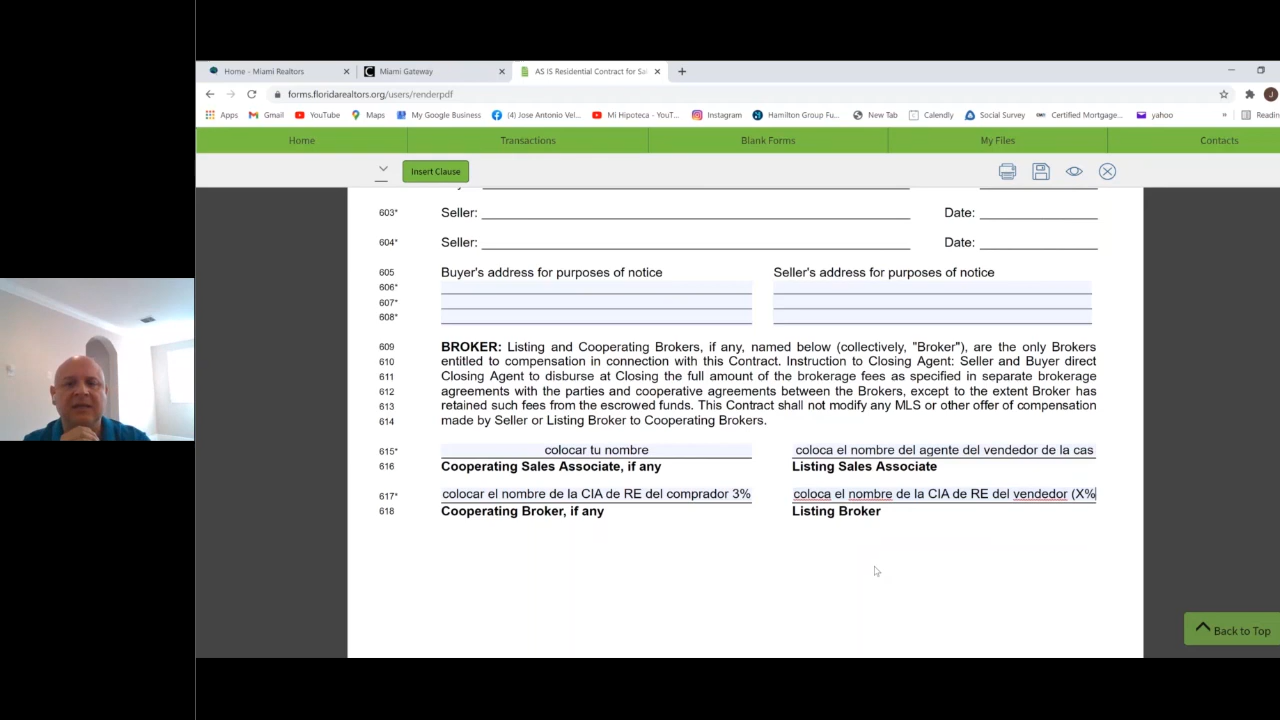 Home - Miami Realtors
Miami Gateway
AS IS Residential Contract for Sa
forms.floridarealtors.org/users/renderpdf
Apps Gmail YouTube Maps My Google Business (4) Jose Antonio Vel... Mi Hipoteca - YouT... Instagram Hamilton Group Fu... New Tab Calendly Social Survey Certified Mortgage... yahoo » Readin
Home Transactions Blank Forms My Files Contacts
Insert Clause
603* Seller: Date:
604* Seller: Date:
605 Buyer's address for purposes of notice Seller's address for purposes of notice
606*
607*
608*
609 BROKER: Listing and Cooperating Brokers, if any, named below (collectively, "Broker"), are the only Brokers
610 entitled to compensation in connection with this Contract. Instruction to Closing Agent: Seller and Buyer direct
611 Closing Agent to disburse at Closing the full amount of the brokerage fees as specified in separate brokerage
612 agreements with the parties and cooperative agreements between the Brokers, except to the extent Broker has
613 retained such fees from the escrowed funds. This Contract shall not modify any MLS or other offer of compensation
614 made by Seller or Listing Broker to Cooperating Brokers.
615* colocar tu nombre coloca el nombre del agente del vendedor de la cas
616 Cooperating Sales Associate, if any Listing Sales Associate
617* colocar el nombre de la CIA de RE del comprador 3% coloca el nombre de la CIA de RE del vendedor (X%
618 Cooperating Broker, if any Listing Broker
Back to Top